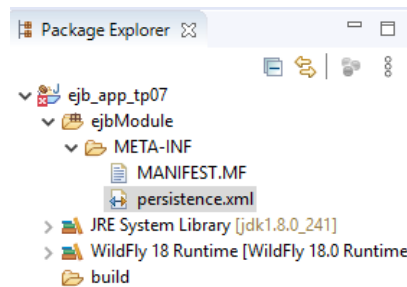 Package Explorer
ejb_app_tp07
ejbModule
META-INF
MANIFEST.MF
persistence.xml
JRE System Library [jdk1.8.0_241]
WildFly 18 Runtime [WildFly 18.0 Runtime
build